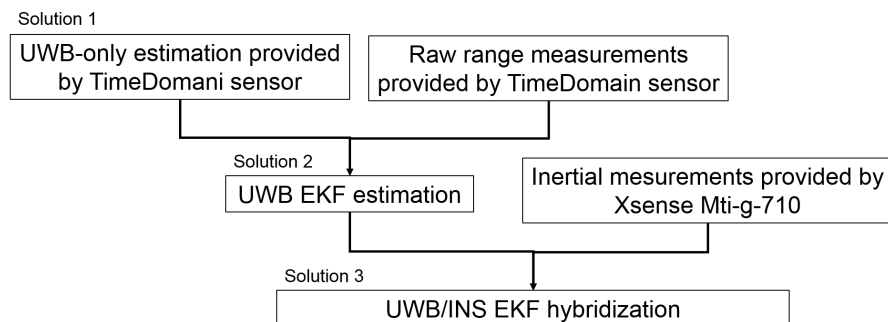 Solution 1
UWB-only estimation provided
by TimeDomani sensor
Raw range measurements
provided by TimeDomain sensor
Solution 2
UWB EKF estimation
Inertial mesurements provided by
Xsense Mti-g-710
Solution 3
UWB/INS EKF hybridization